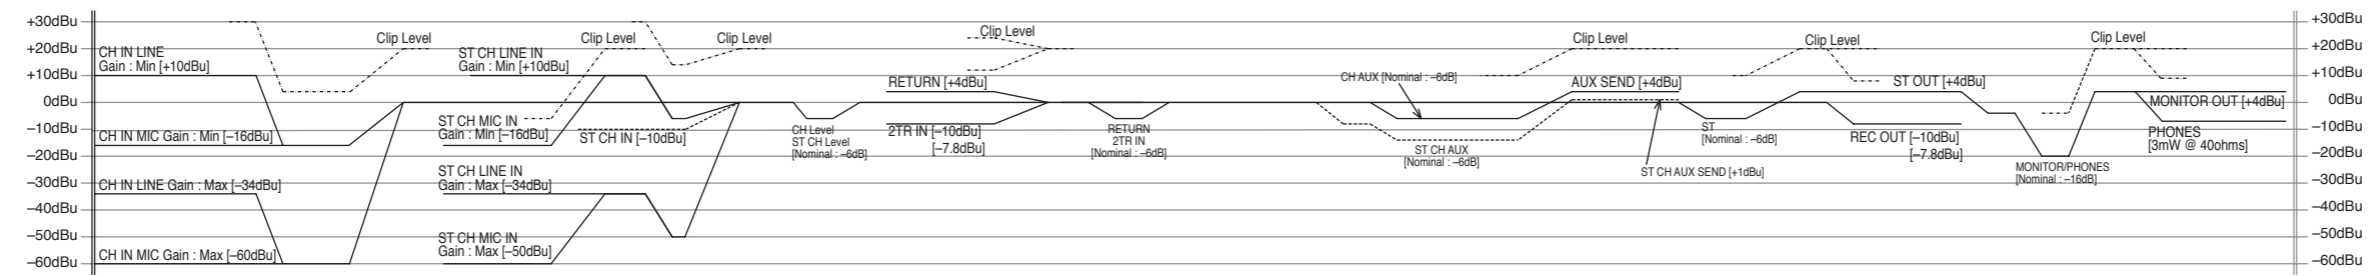 +30dBu
+20dBu
+10dBu
0dBu
–10dBu
–20dBu
–30dBu
–40dBu
–50dBu
–60dBu
CH IN LINE
Gain : Min [+10dBu]
CH IN MIC Gain : Min [–16dBu]
CH IN LINE Gain : Max [–34dBu]
CH IN MIC Gain : Max [–60dBu]
Clip Level
ST CH LINE IN
Gain : Min [+10dBu]
ST CH MIC IN
Gain : Min [–16dBu]
ST CH LINE IN
Gain : Max [–34dBu]
ST CH MIC IN
Gain : Max [–50dBu]
Clip Level
ST CH IN [–10dBu]
Clip Level
CH Level
ST CH Level
[Nominal : –6dB]
RETURN [+4dBu]
2TR IN [–10dBu]
[–7.8dBu]
Clip Level
RETURN
2TR IN
[Nominal : –6dB]
CH AUX [Nominal : –6dB]
ST CH AUX
[Nominal : –6dB]
Clip Level
AUX SEND [+4dBu]
ST CH AUX SEND [+1dBu]
ST
[Nominal : –6dB]
Clip Level
ST OUT [+4dBu]
REC OUT [–10dBu]
[–7.8dBu]
MONITOR/PHONES
[Nominal : –16dB]
Clip Level
MONITOR OUT [+4dBu]
PHONES
[3mW @ 40ohms]
+30dBu
+20dBu
+10dBu
0dBu
–10dBu
–20dBu
–30dBu
–40dBu
–50dBu
–60dBu